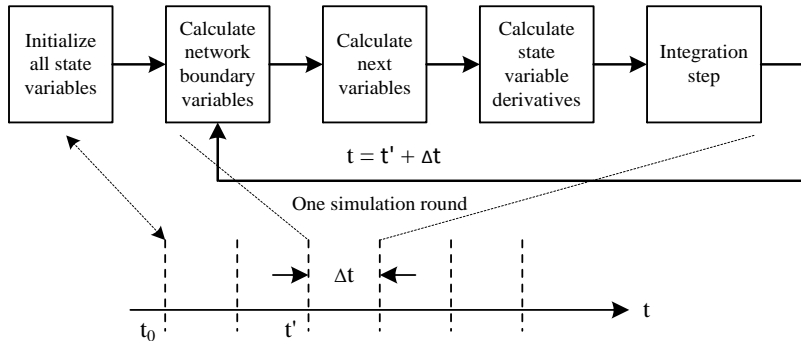 Initialize
all state
variables
Calculate
network
boundary
variables
Calculate
next
variables
Calculate
state
variable
derivatives
Integration
step
t = t' + Δt
One simulation round
Δt
t
t₀
t'